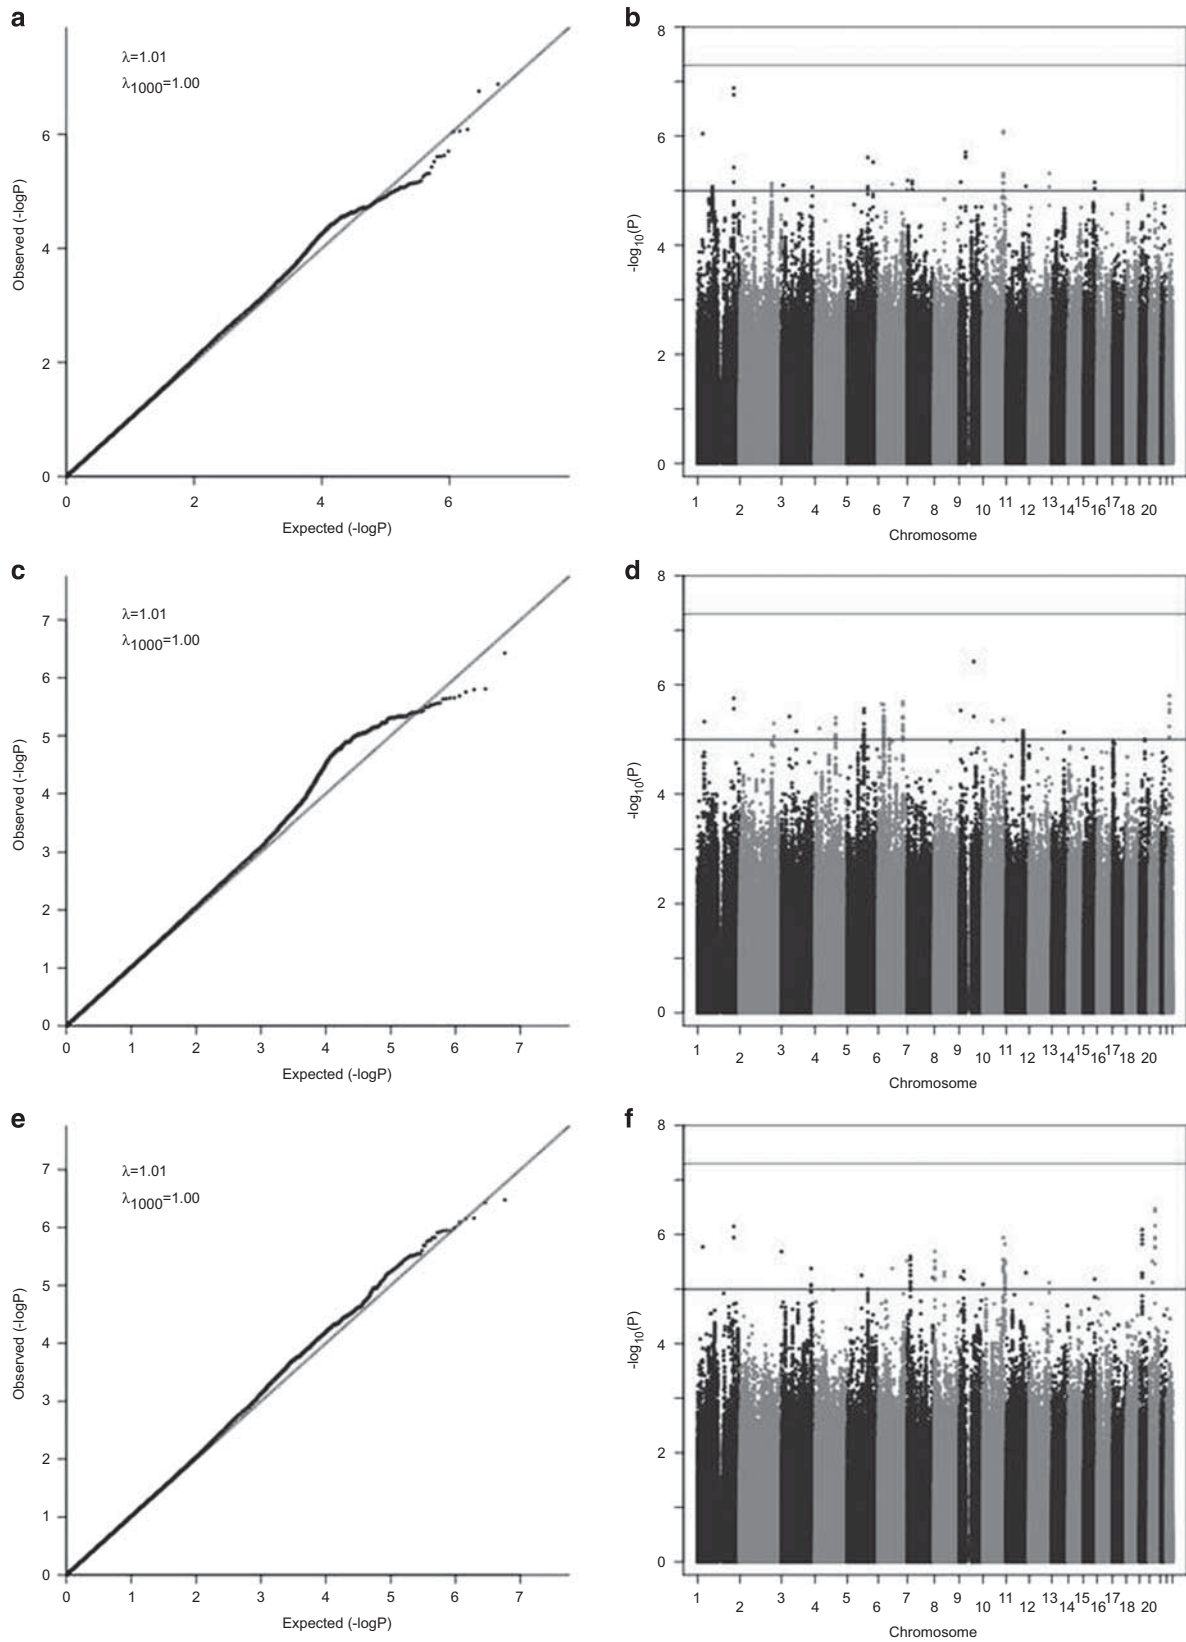 a
λ=1.01
λ1000=1.00
Observed (-logP)
6
4
2
0
0 2 4 6
Expected (-logP)
b
8
6
4
2
0
-log10(P)
1 2 3 4 5 6 7 8 9 10 11 12 13 14 15 16 17 18 20
Chromosome
c
λ=1.01
λ1000=1.00
Observed (-logP)
7
6
5
4
3
2
1
0
0 1 2 3 4 5 6 7
Expected (-logP)
d
8
6
4
2
0
-log10(P)
1 2 3 4 5 6 7 8 9 10 11 12 13 14 15 16 17 18 20
Chromosome
e
λ=1.01
λ1000=1.00
Observed (-logP)
7
6
5
4
3
2
1
0
0 1 2 3 4 5 6 7
Expected (-logP)
f
8
6
4
2
0
-log10(P)
1 2 3 4 5 6 7 8 9 10 11 12 13 14 15 16 17 18 20
Chromosome